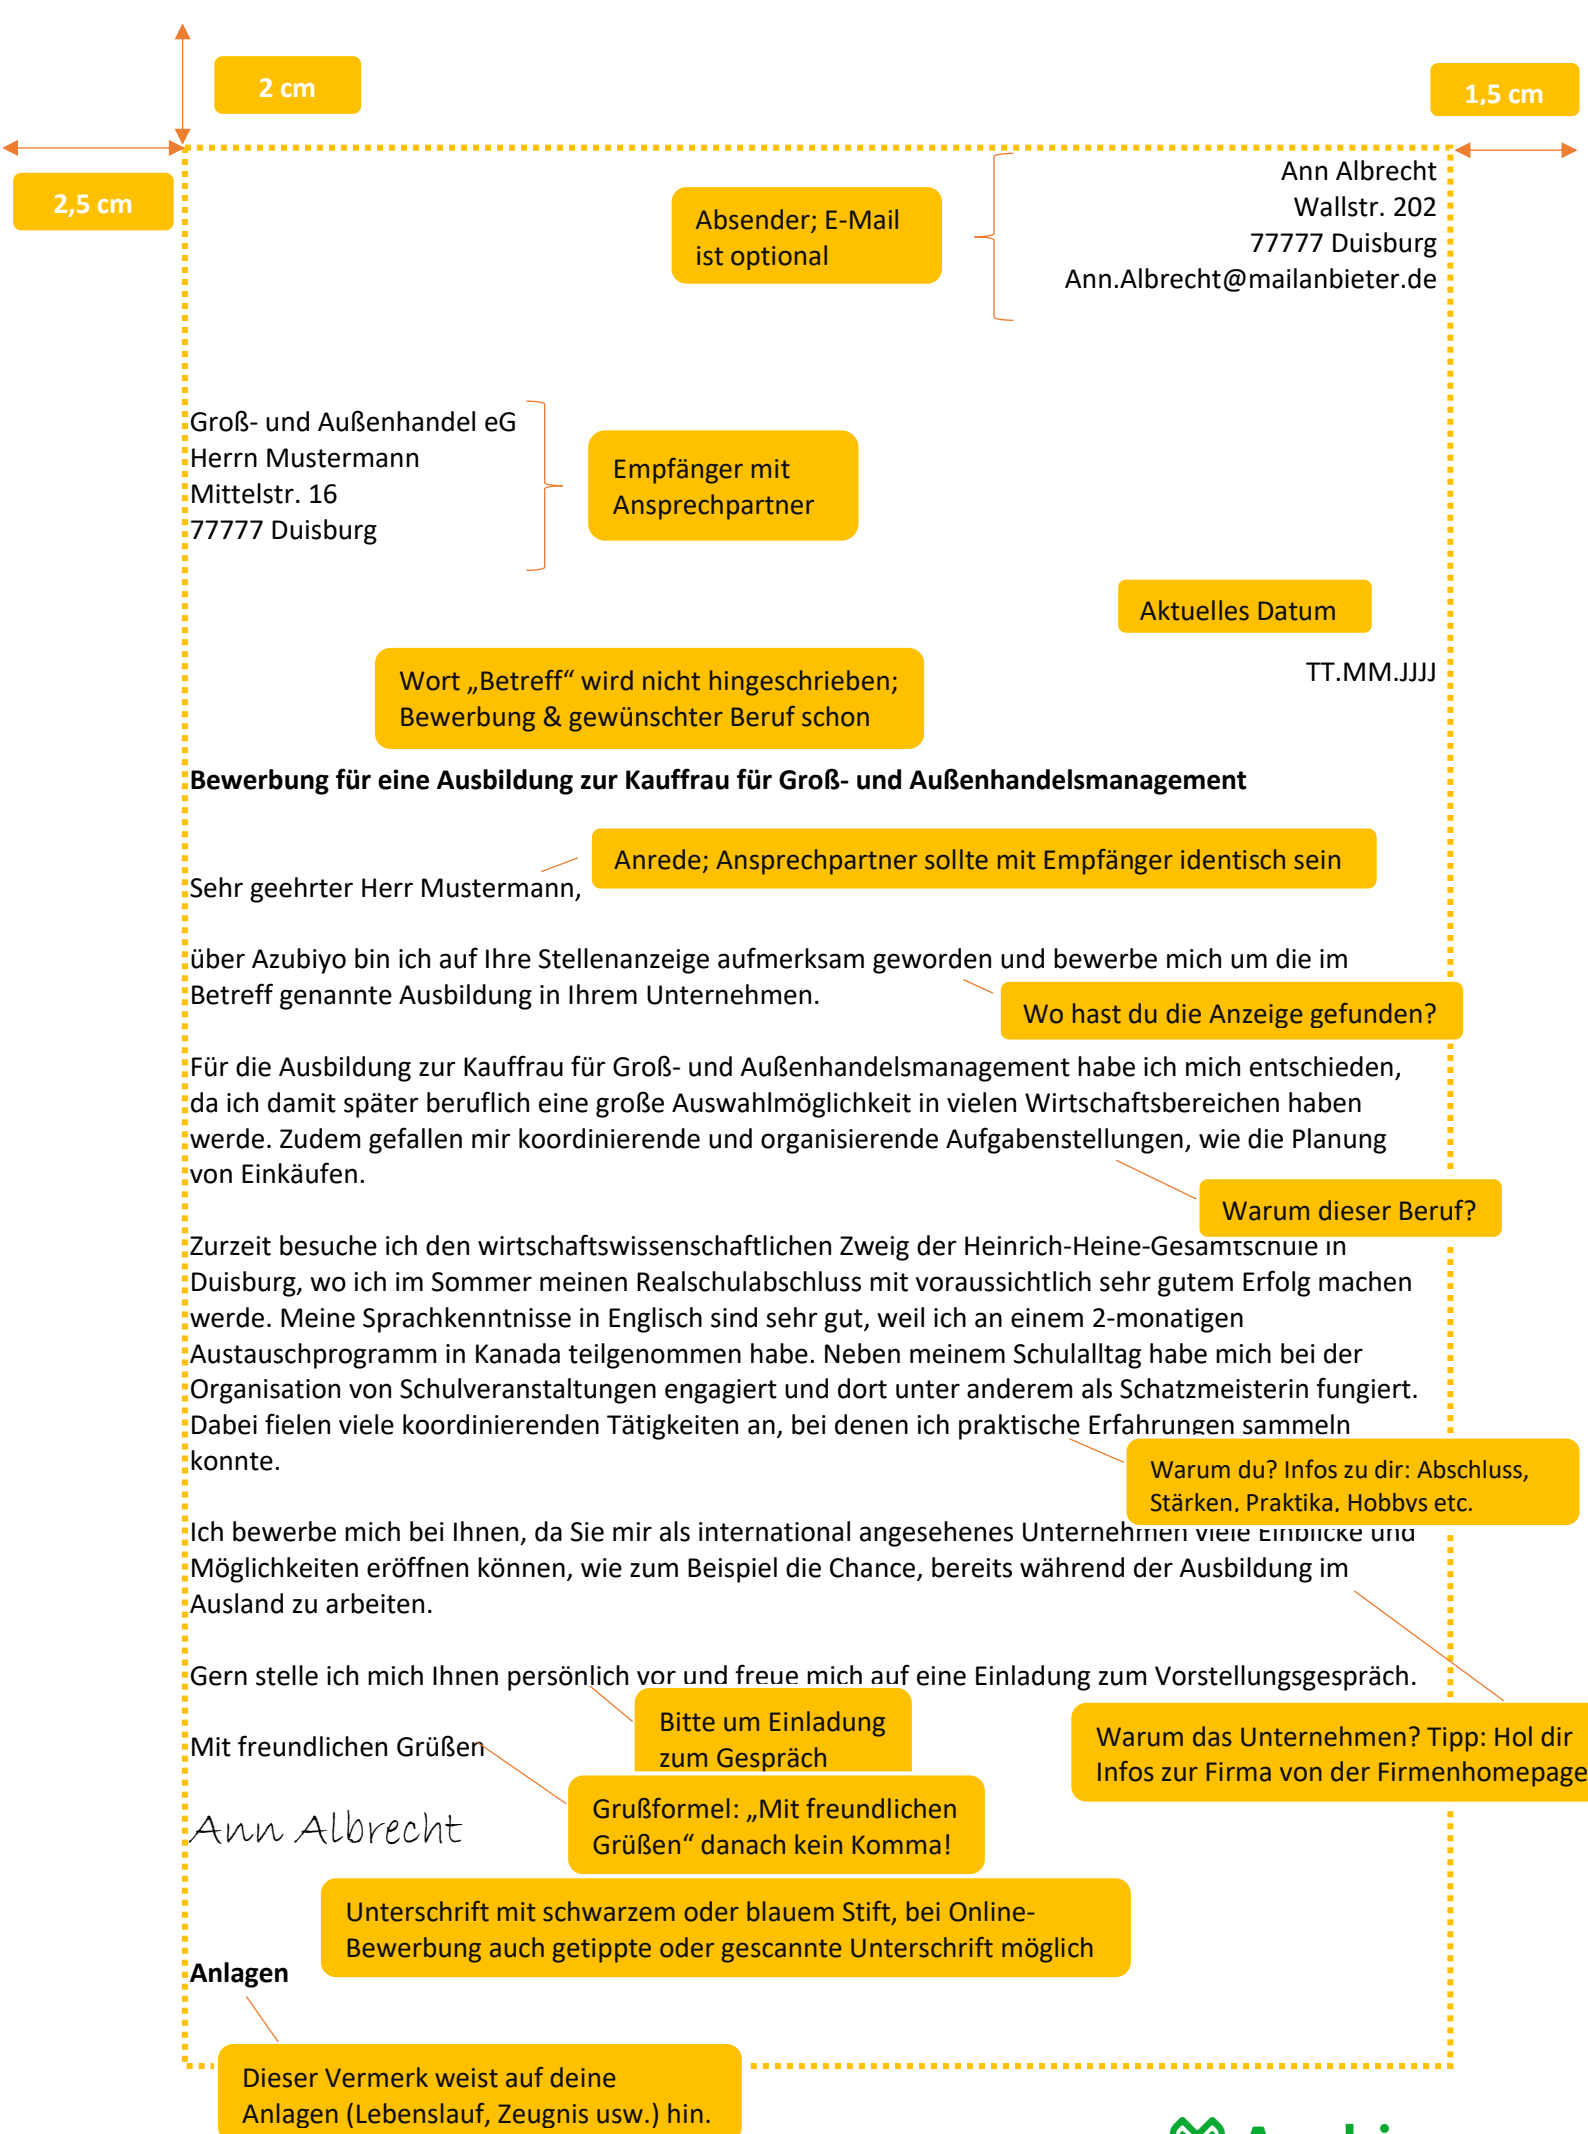 2 cm
1,5 cm
2,5 cm
Ann Albrecht
Wallstr. 202
77777 Duisburg
Ann.Albrecht@mailanbieter.de
Absender; E-Mail
ist optional
Groß- und Außenhandel eG
Herrn Mustermann
Mittelstr. 16
77777 Duisburg
Empfänger mit
Ansprechpartner
Aktuelles Datum
TT.MM.JJJJ
Wort „Betreff“ wird nicht hingeschrieben;
Bewerbung & gewünschter Beruf schon
Bewerbung für eine Ausbildung zur Kauffrau für Groß- und Außenhandelsmanagement
Anrede; Ansprechpartner sollte mit Empfänger identisch sein
Sehr geehrter Herr Mustermann,
über Azubiyo bin ich auf Ihre Stellenanzeige aufmerksam geworden und bewerbe mich um die im
Betreff genannte Ausbildung in Ihrem Unternehmen.
Wo hast du die Anzeige gefunden?
Für die Ausbildung zur Kauffrau für Groß- und Außenhandelsmanagement habe ich mich entschieden,
da ich damit später beruflich eine große Auswahlmöglichkeit in vielen Wirtschaftsbereichen haben
werde. Zudem gefallen mir koordinierende und organisierende Aufgabenstellungen, wie die Planung
von Einkäufen.
Warum dieser Beruf?
Zurzeit besuche ich den wirtschaftswissenschaftlichen Zweig der Heinrich-Heine-Gesamtschule in
Duisburg, wo ich im Sommer meinen Realschulabschluss mit voraussichtlich sehr gutem Erfolg machen
werde. Meine Sprachkenntnisse in Englisch sind sehr gut, weil ich an einem 2-monatigen
Austauschprogramm in Kanada teilgenommen habe. Neben meinem Schulalltag habe mich bei der
Organisation von Schulveranstaltungen engagiert und dort unter anderem als Schatzmeisterin fungiert.
Dabei fielen viele koordinierenden Tätigkeiten an, bei denen ich praktische Erfahrungen sammeln
konnte.
Warum du? Infos zu dir: Abschluss,
Stärken, Praktika, Hobbys etc.
Ich bewerbe mich bei Ihnen, da Sie mir als international angesehenes Unternehmen viele Einblicke und
Möglichkeiten eröffnen können, wie zum Beispiel die Chance, bereits während der Ausbildung im
Ausland zu arbeiten.
Gern stelle ich mich Ihnen persönlich vor und freue mich auf eine Einladung zum Vorstellungsgespräch.
Bitte um Einladung
zum Gespräch
Warum das Unternehmen? Tipp: Hol dir
Infos zur Firma von der Firmenhomepage
Mit freundlichen Grüßen
Grußformel: „Mit freundlichen
Grüßen“ danach kein Komma!
Ann Albrecht
Unterschrift mit schwarzem oder blauem Stift, bei Online-
Bewerbung auch getippte oder gescannte Unterschrift möglich
Anlagen
Dieser Vermerk weist auf deine
Anlagen (Lebenslauf, Zeugnis usw.) hin.